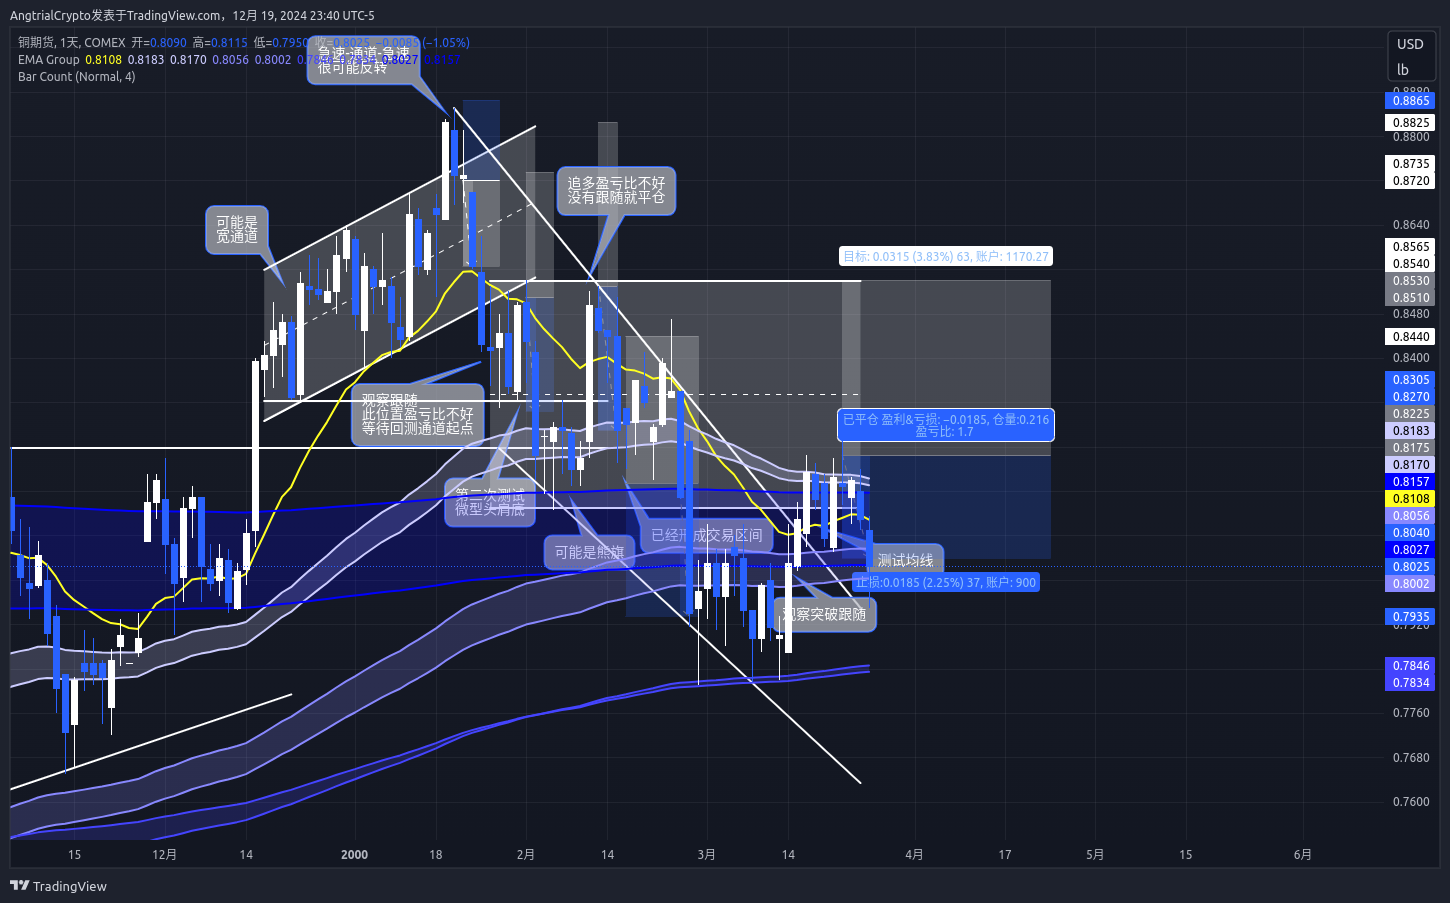 AngtrialCrypto发表于TradingView.com，12月 19, 2024 23:40 UTC-5
铜期货, 1天, COMEX 开=0.8090 高=0.8115 低=0.7950 收=0.8025 −0.0085 (−1.05%)
EMA Group 0.8108 0.8183 0.8170 0.8056 0.8002 0.8027
Bar Count (Normal, 4)
急速-通道-急速
很可能反转
可能是
宽通道
追多盈亏比不好
没有跟随就平仓
目标: 0.0315 (3.83%) 63, 账户: 1170.27
观察跟随
此位置盈亏比不好
等待回测通道起点
已平仓 盈利&亏损: −0.0185, 仓量:0.216
盈亏比: 1.7
第二次测试
微型头肩底
可能是熊旗
已经形成交易区间
测试均线
止损:0.0185 (2.25%) 37, 账户: 900
观察突破跟随
USD
lb
0.8880
0.8865
0.8825
0.8800
0.8735
0.8720
0.8640
0.8565
0.8540
0.8530
0.8510
0.8480
0.8440
0.8400
0.8305
0.8270
0.8225
0.8183
0.8175
0.8170
0.8157
0.8108
0.8056
0.8040
0.8027
0.8025
0.8002
0.7935
0.7920
0.7846
0.7834
0.7760
0.7680
0.7600
15
12月
14
2000
18
2月
14
3月
14
4月
17
5月
15
6月
TradingView